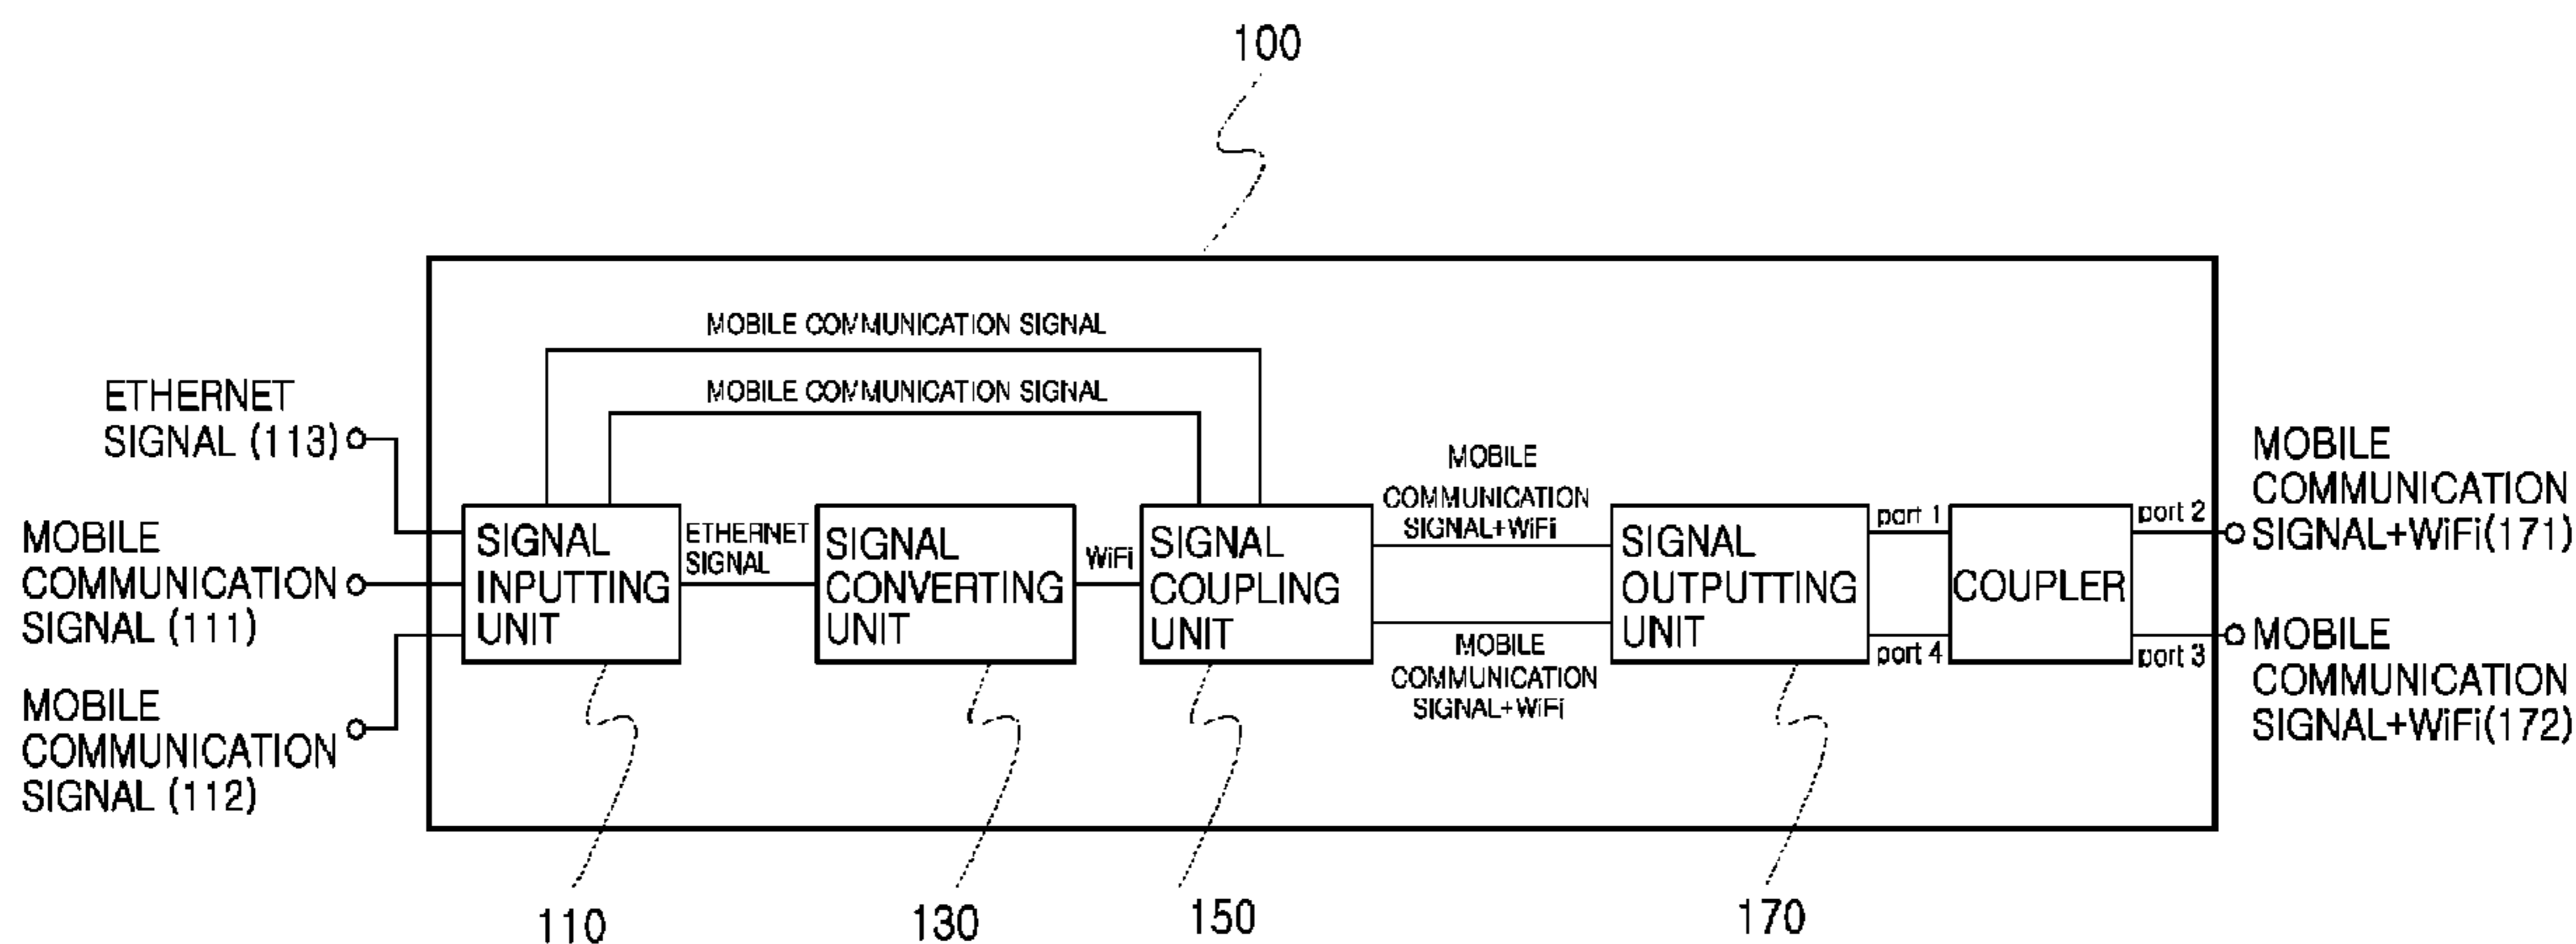 100
MOBILE COMMUNICATION SIGNAL
MOBILE COMMUNICATION SIGNAL
ETHERNET
SIGNAL (113)
MOBILE
COMMUNICATION
SIGNAL (111)
MOBILE
COMMUNICATION
SIGNAL (112)
SIGNAL
INPUTTING
UNIT
ETHERNET
SIGNAL
SIGNAL
CONVERTING
UNIT
WiFi
SIGNAL
COUPLING
UNIT
MOBILE
COMMUNICATION
SIGNAL+WiFi
MOBILE
COMMUNICATION
SIGNAL+WiFi
SIGNAL
OUTPUTTING
UNIT
port 1
port 4
COUPLER
port 2
port 3
MOBILE
COMMUNICATION
SIGNAL+WiFi(171)
MOBILE
COMMUNICATION
SIGNAL+WiFi(172)
110
130
150
170